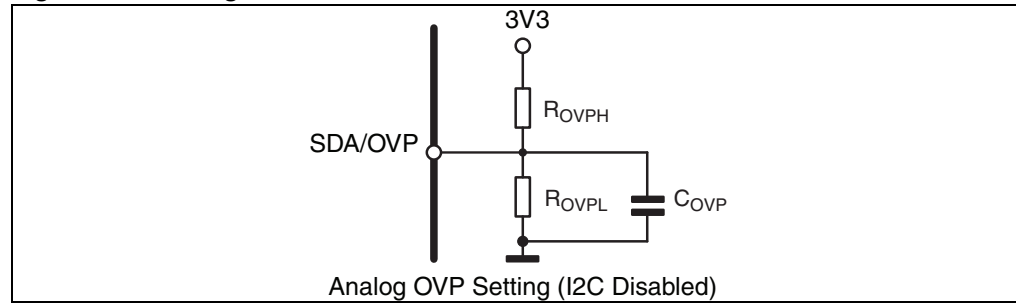 3V3
R_OVPH
SDA/OVP
R_OVPL
C_OVP
Analog OVP Setting (I2C Disabled)